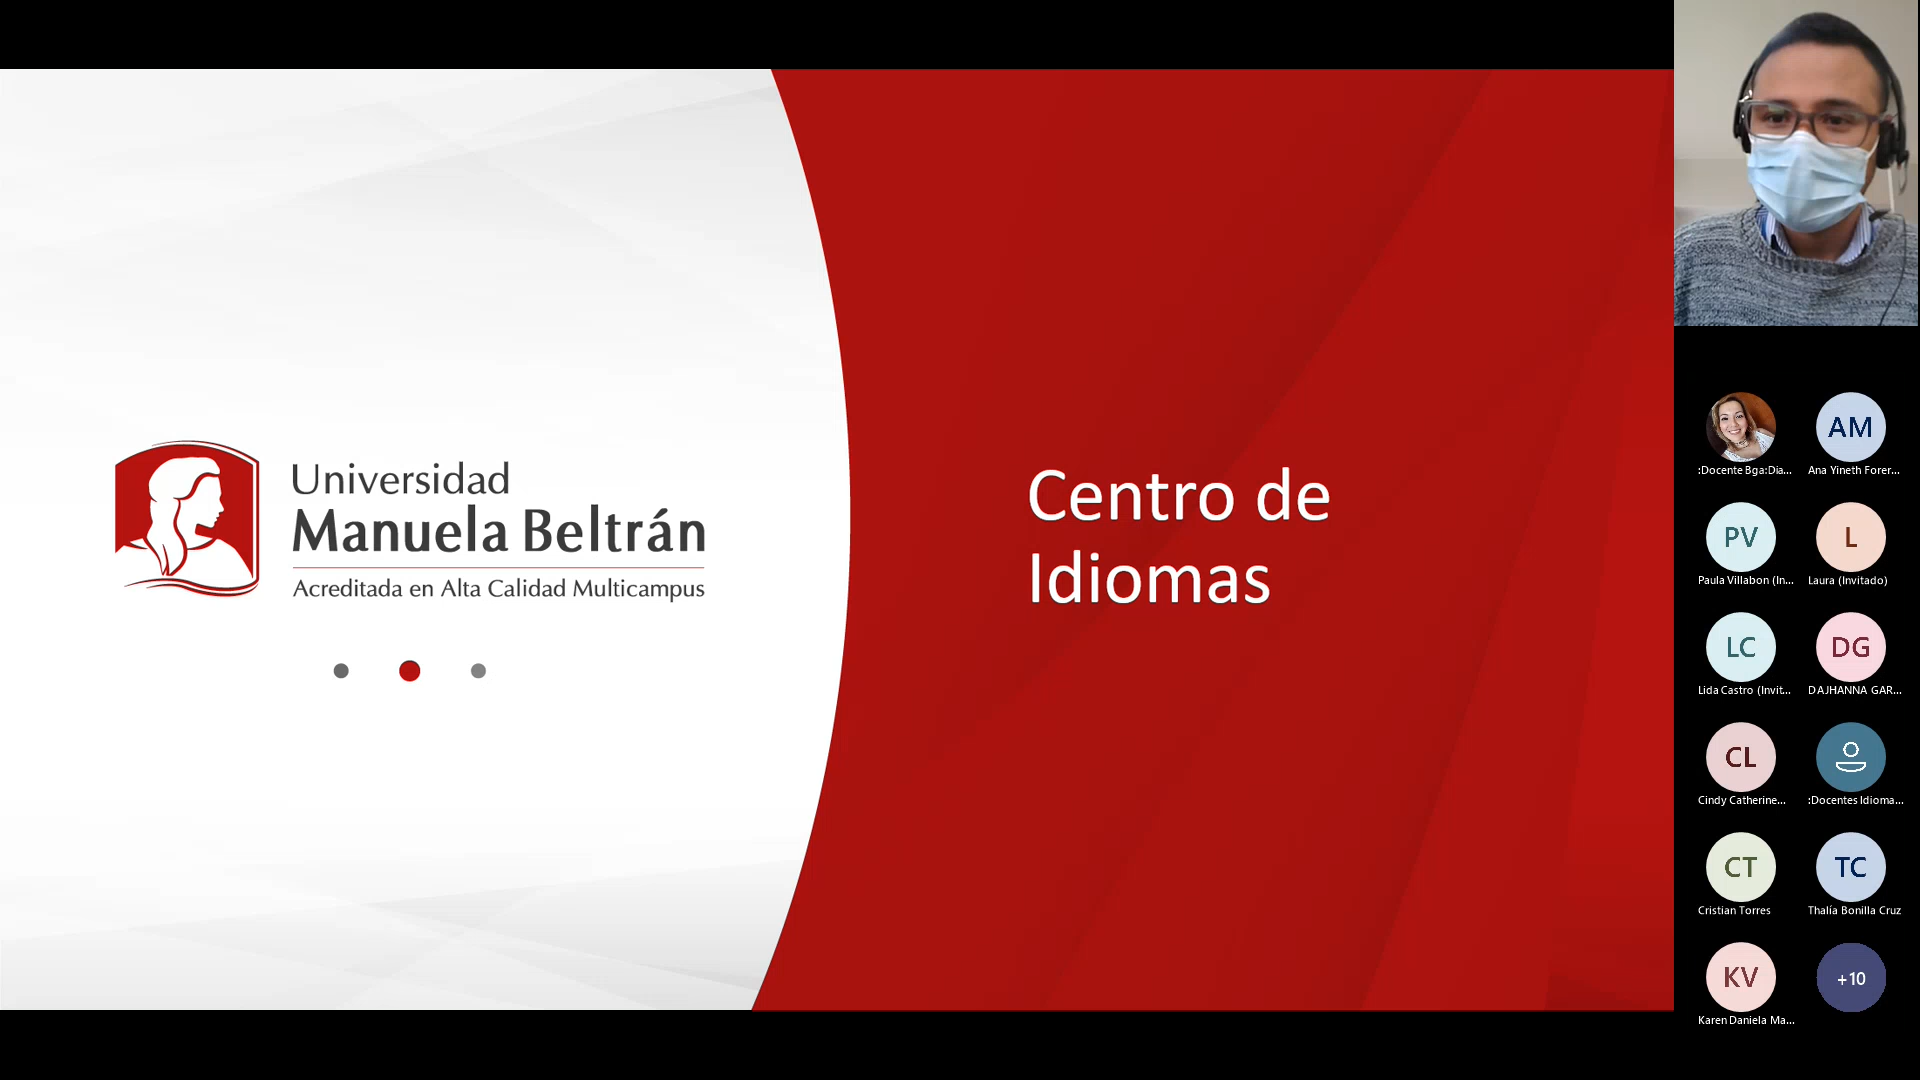 Universidad
Manuela Beltrán
Acreditada en Alta Calidad Multicampus
Centro de
Idiomas
:Docente Bga:Dia...
AM
Ana Yineth Forer...
PV
Paula Villabon (In...
L
Laura (Invitado)
LC
Lida Castro (Invit...
DG
DAJHANNA GAR...
CL
Cindy Catherine...
:Docentes Idioma...
CT
Cristian Torres
TC
Thalía Bonilla Cruz
KV
Karen Daniela Ma...
+10